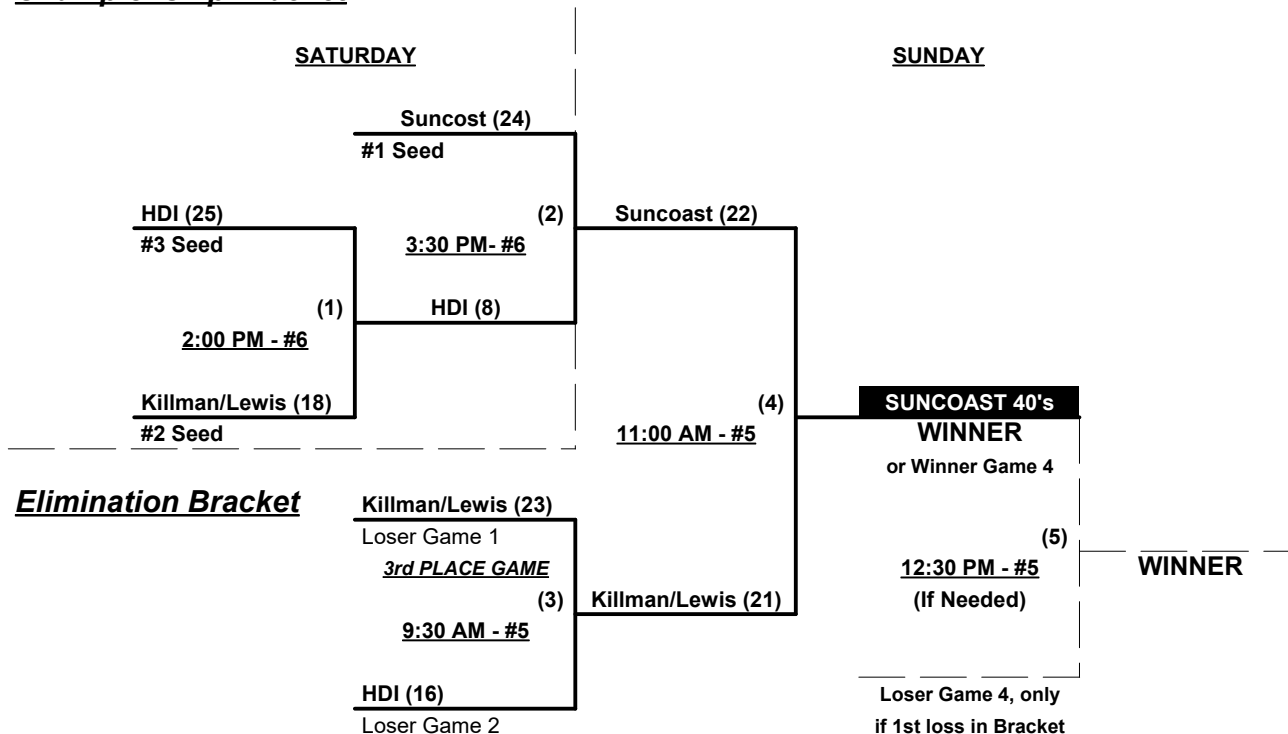 SATURDAY
SUNDAY
Suncost (24)
#1 Seed
HDI (25)
(2)
Suncoast (22)
#3 Seed
3:30 PM- #6
(1)
HDI (8)
2:00 PM - #6
Killman/Lewis (18)
(4)
SUNCOAST 40's
#2 Seed
11:00 AM - #5
WINNER
or Winner Game 4
Elimination Bracket
Killman/Lewis (23)
Loser Game 1
(5)
3rd PLACE GAME
12:30 PM - #5
WINNER
(3)
Killman/Lewis (21)
(If Needed)
9:30 AM - #5
HDI (16)
Loser Game 4, only
Loser Game 2
if 1st loss in Bracket